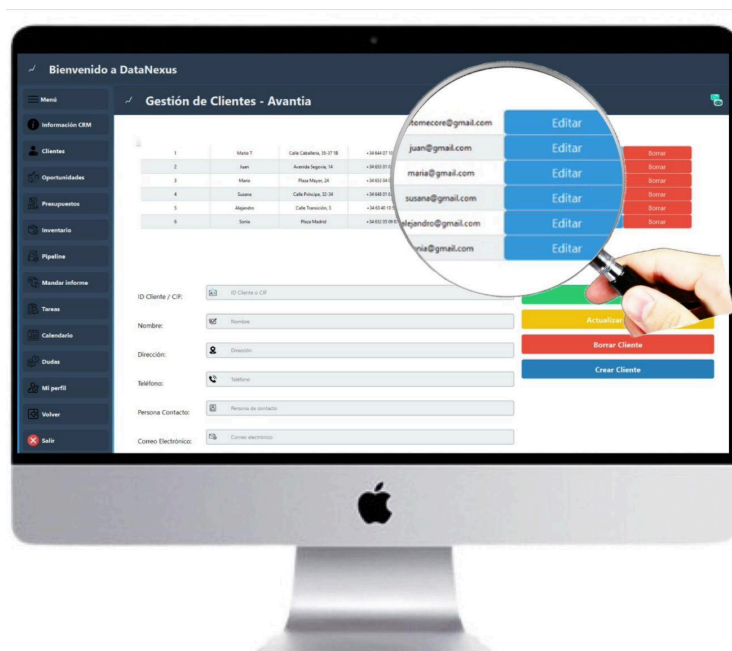 Bienvenido a DataNexus
Menú
Gestión de Clientes - Avantia
Información CRM
Clientes
Oportunidades
Presupuestos
Inventario
Pipeline
Mandar informe
Tareas
Calendario
Dudas
Mi perfil
Volver
Salir
1 Mario T Calle Caballeria, 35-37 1B Borrar
2 Juan Avenida Segovia, 14 Borrar
3 Maria Plaza Mayor, 24 Borrar
4 Susana Calle Principe, 32-34 Borrar
5 Alejandro Calle Transición, 5 Borrar
6 Sonia Plaza Madrid Borrar
tomecore@gmail.com Editar
juan@gmail.com Editar
maria@gmail.com Editar
susana@gmail.com Editar
alejandro@gmail.com Editar
nia@gmail.com Editar
ID Cliente / CIF: ID Cliente o CIF
Nombre: Nombre
Actualizar
Dirección: Dirección
Borrar Cliente
Teléfono: Teléfono
Crear Cliente
Persona Contacto: Persona de contacto
Correo Electrónico: Correo electrónico